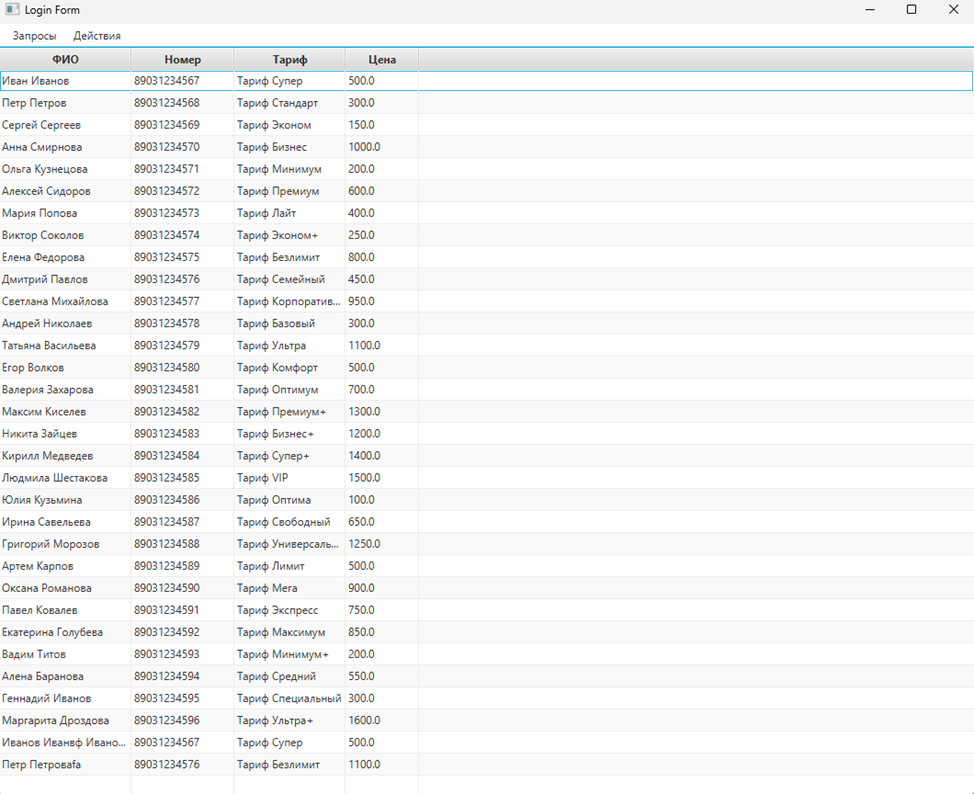 Login Form
Запросы Действия
ФИО Номер Тариф Цена
Иван Иванов 89031234567 Тариф Супер 500.0
Петр Петров 89031234568 Тариф Стандарт 300.0
Сергей Сергеев 89031234569 Тариф Эконом 150.0
Анна Смирнова 89031234570 Тариф Бизнес 1000.0
Ольга Кузнецова 89031234571 Тариф Минимум 200.0
Алексей Сидоров 89031234572 Тариф Премиум 600.0
Мария Попова 89031234573 Тариф Лайт 400.0
Виктор Соколов 89031234574 Тариф Эконом+ 250.0
Елена Федорова 89031234575 Тариф Безлимит 800.0
Дмитрий Павлов 89031234576 Тариф Семейный 450.0
Светлана Михайлова 89031234577 Тариф Корпоратив... 950.0
Андрей Николаев 89031234578 Тариф Базовый 300.0
Татьяна Васильева 89031234579 Тариф Ультра 1100.0
Егор Волков 89031234580 Тариф Комфорт 500.0
Валерия Захарова 89031234581 Тариф Оптимум 700.0
Максим Киселев 89031234582 Тариф Премиум+ 1300.0
Никита Зайцев 89031234583 Тариф Бизнес+ 1200.0
Кирилл Медведев 89031234584 Тариф Супер+ 1400.0
Людмила Шестакова 89031234585 Тариф VIP 1500.0
Юлия Кузьмина 89031234586 Тариф Оптима 100.0
Ирина Савельева 89031234587 Тариф Свободный 650.0
Григорий Морозов 89031234588 Тариф Универсаль... 1250.0
Артем Карпов 89031234589 Тариф Лимит 500.0
Оксана Романова 89031234590 Тариф Мега 900.0
Павел Ковалев 89031234591 Тариф Экспресс 750.0
Екатерина Голубева 89031234592 Тариф Максимум 850.0
Вадим Титов 89031234593 Тариф Минимум+ 200.0
Алена Баранова 89031234594 Тариф Средний 550.0
Геннадий Иванов 89031234595 Тариф Специальный 300.0
Маргарита Дроздова 89031234596 Тариф Ультра+ 1600.0
Иванов Иванвф Ивано... 89031234567 Тариф Супер 500.0
Петр Петровafa 89031234576 Тариф Безлимит 1100.0